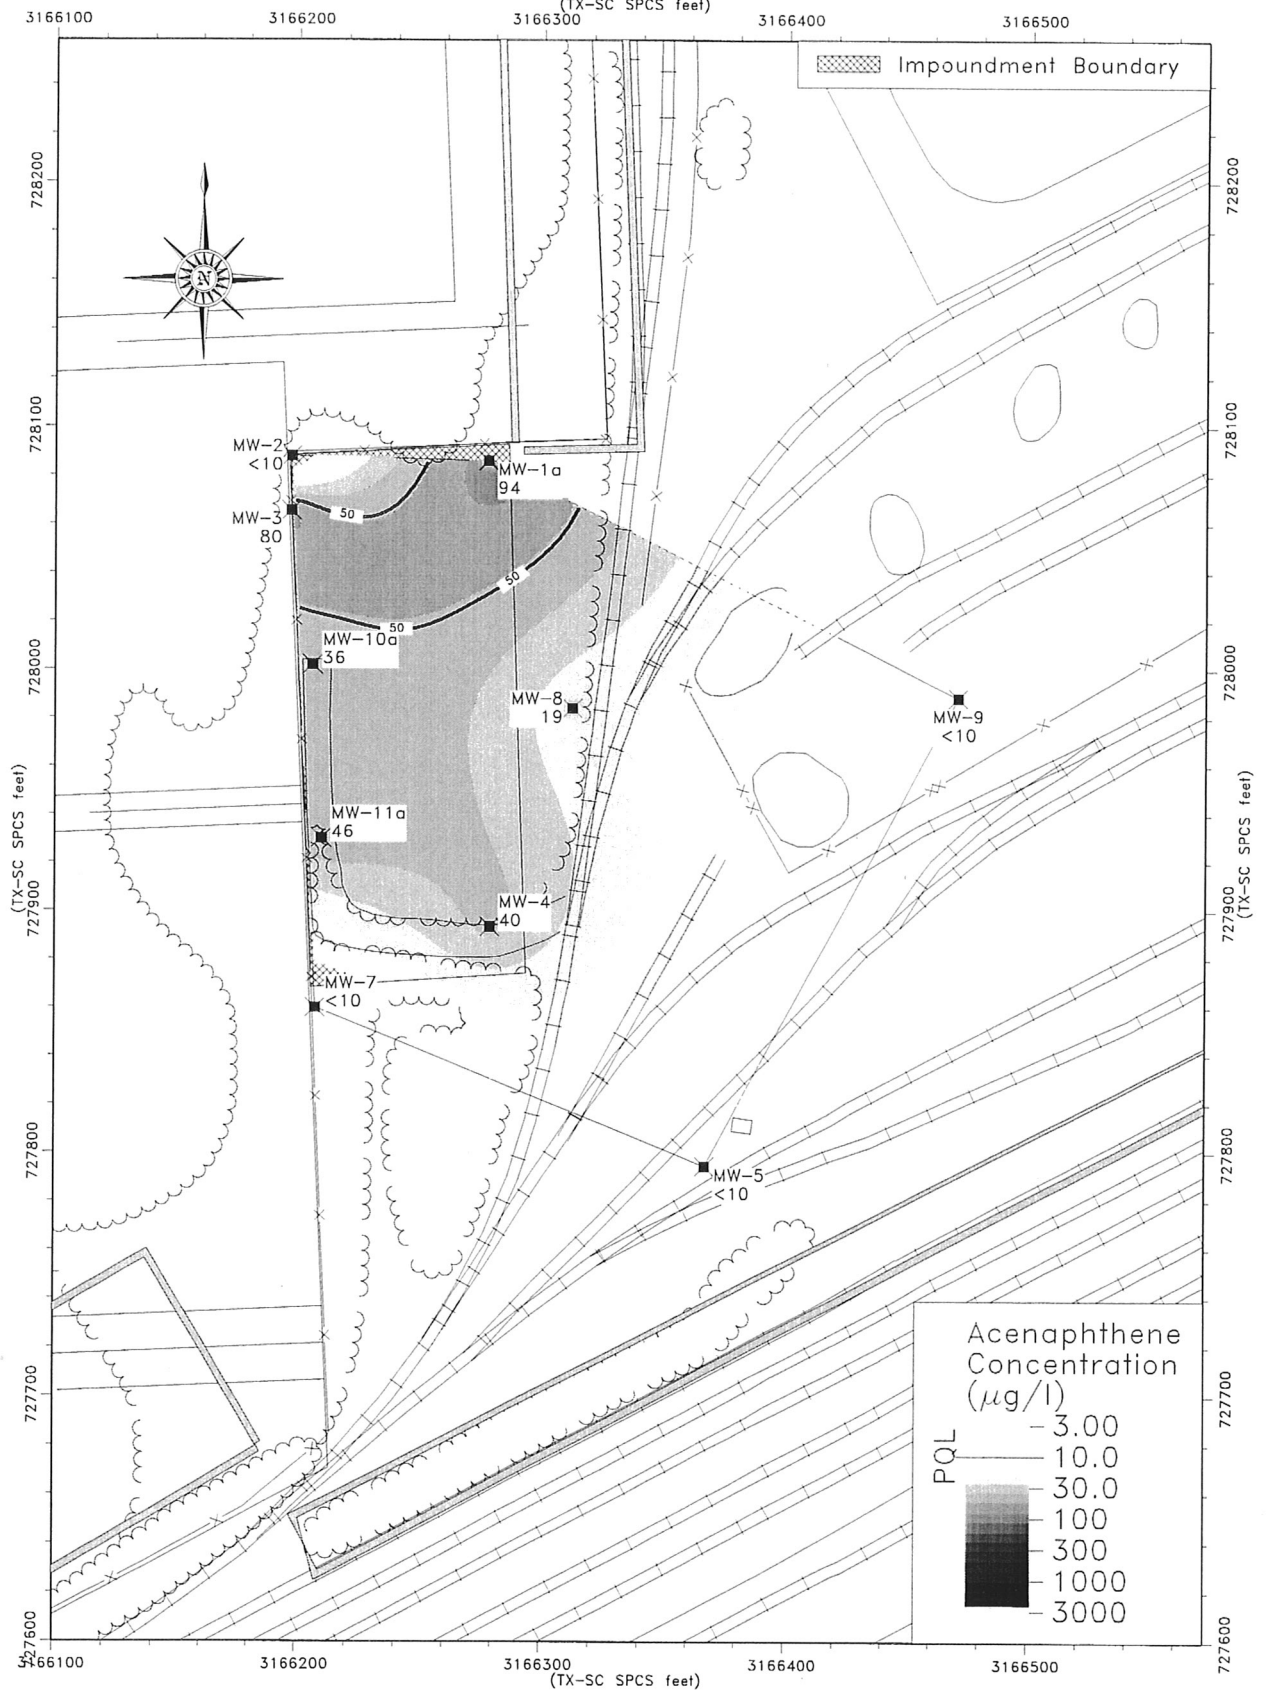 (TX-SC SPCS feet)
3166100 3166200 3166300 3166400 3166500
Impoundment Boundary
728200 728200
N
728100 728100
MW-2
<10
MW-1a
94
MW-3
80
50
50
50
MW-10a
36
728000 728000
MW-8
19
MW-9
<10
(TX-SC SPCS feet) (TX-SC SPCS feet)
MW-11a
46
727900 727900
MW-4
40
MW-7
<10
727800 727800
MW-5
<10
727700 727700
Acenaphthene
Concentration
(μg/l)
3.00
PQL 10.0
30.0
100
300
1000
3000
727600 727600
3166100 3166200 3166300 3166400 3166500
(TX-SC SPCS feet)